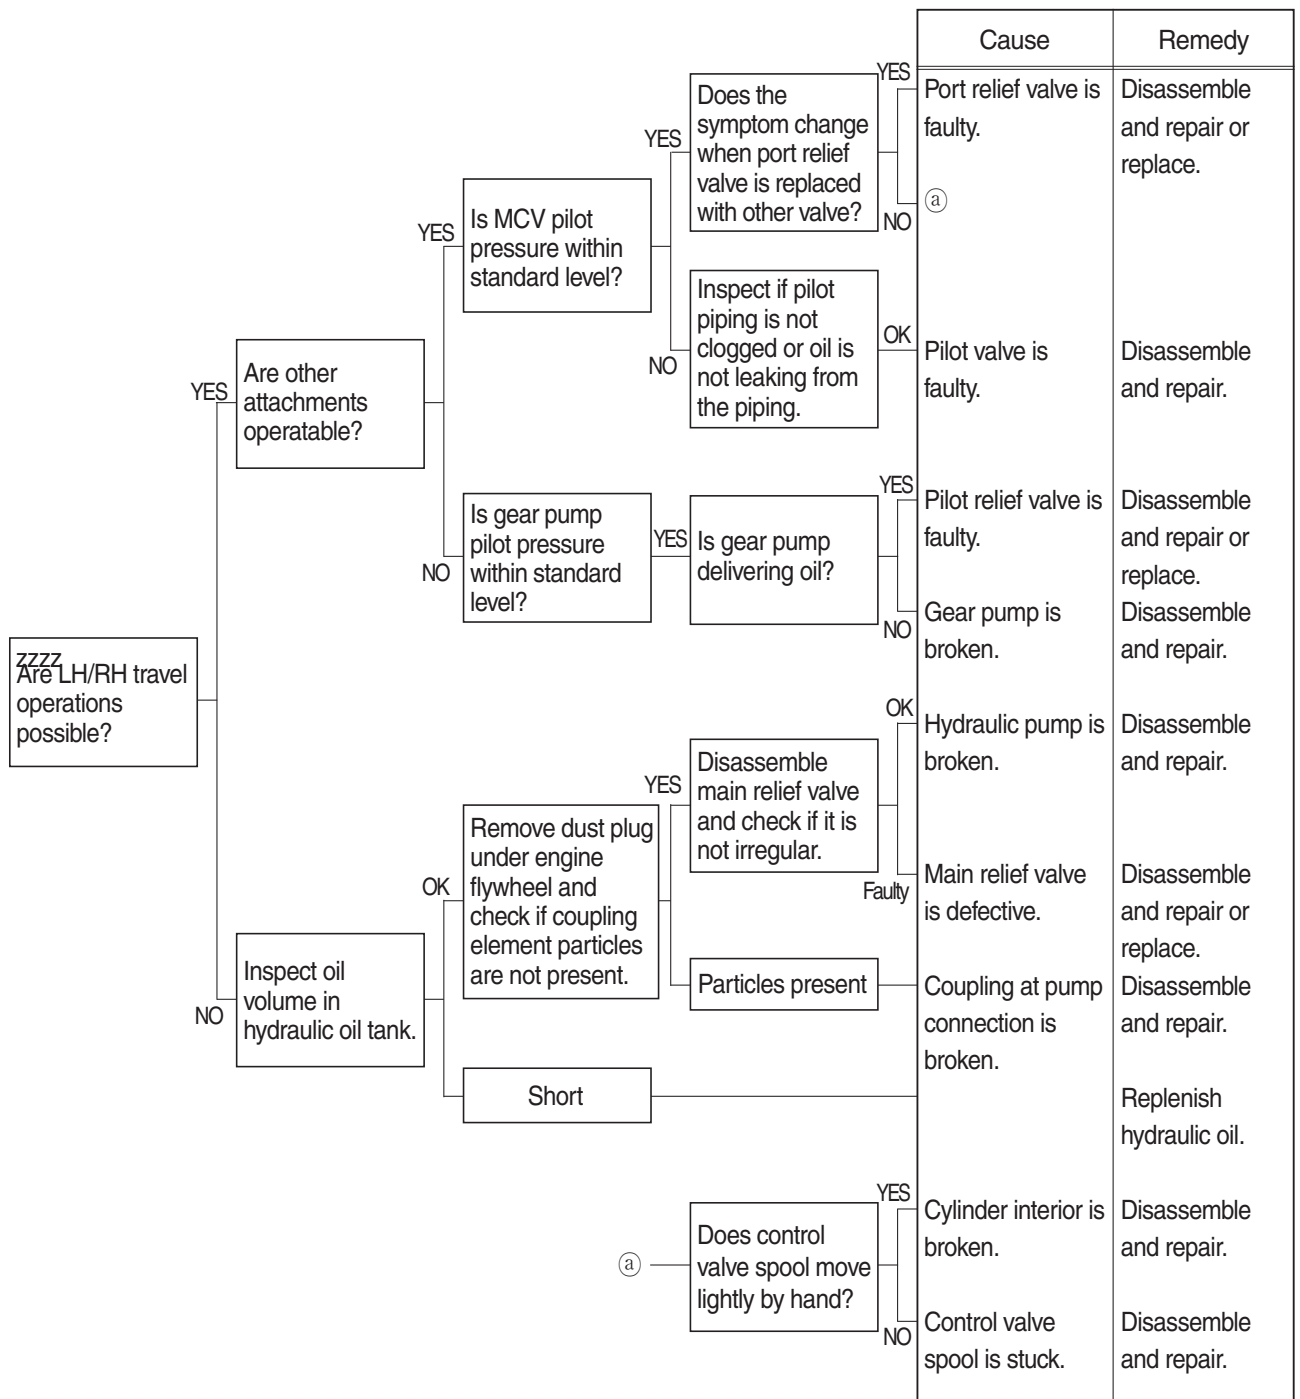 Cause
Remedy
zzzz
Are LH/RH travel
operations
possible?
YES
Are other
attachments
operatable?
YES
Is MCV pilot
pressure within
standard level?
YES
Does the
symptom change
when port relief
valve is replaced
with other valve?
YES
Port relief valve is
faulty.
Disassemble
and repair or
replace.
NO
ⓐ
NO
Inspect if pilot
piping is not
clogged or oil is
not leaking from
the piping.
OK
Pilot valve is
faulty.
Disassemble
and repair.
NO
Is gear pump
pilot pressure
within standard
level?
YES
Is gear pump
delivering oil?
YES
Pilot relief valve is
faulty.
Disassemble
and repair or
replace.
NO
Gear pump is
broken.
Disassemble
and repair.
NO
Inspect oil
volume in
hydraulic oil tank.
OK
Remove dust plug
under engine
flywheel and
check if coupling
element particles
are not present.
YES
Disassemble
main relief valve
and check if it is
not irregular.
OK
Hydraulic pump is
broken.
Disassemble
and repair.
Faulty
Main relief valve
is defective.
Disassemble
and repair or
replace.
Particles present
Coupling at pump
connection is
broken.
Disassemble
and repair.
Short
Replenish
hydraulic oil.
ⓐ
Does control
valve spool move
lightly by hand?
YES
Cylinder interior is
broken.
Disassemble
and repair.
NO
Control valve
spool is stuck.
Disassemble
and repair.